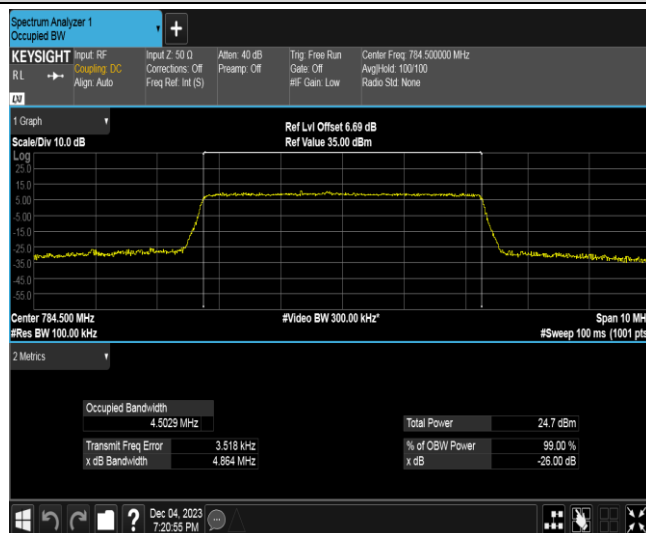 Spectrum Analyzer 1
Occupied BW
+
KEYSIGHT
RL
LXI
Input: RF
Coupling: DC
Align: Auto
Input Z: 50 Ω
Corrections: Off
Freq Ref: Int (S)
Atten: 40 dB
Preamp: Off
Trig: Free Run
Gate: Off
#IF Gain: Low
Center Freq: 784.500000 MHz
Avg|Hold: 100/100
Radio Std: None
1 Graph
Scale/Div 10.0 dB
Ref Lvl Offset 6.69 dB
Ref Value 35.00 dBm
Log
25.0
15.0
5.00
-5.00
-15.0
-25.0
-35.0
-45.0
-55.0
Center 784.500 MHz
#Res BW 100.00 kHz
#Video BW 300.00 kHz*
Span 10 MH
#Sweep 100 ms (1001 pts
2 Metrics
Occupied Bandwidth
4.5029 MHz
Transmit Freq Error 3.518 kHz
x dB Bandwidth 4.864 MHz
Total Power 24.7 dBm
% of OBW Power 99.00 %
x dB -26.00 dB
?
Dec 04, 2023
7:20:55 PM